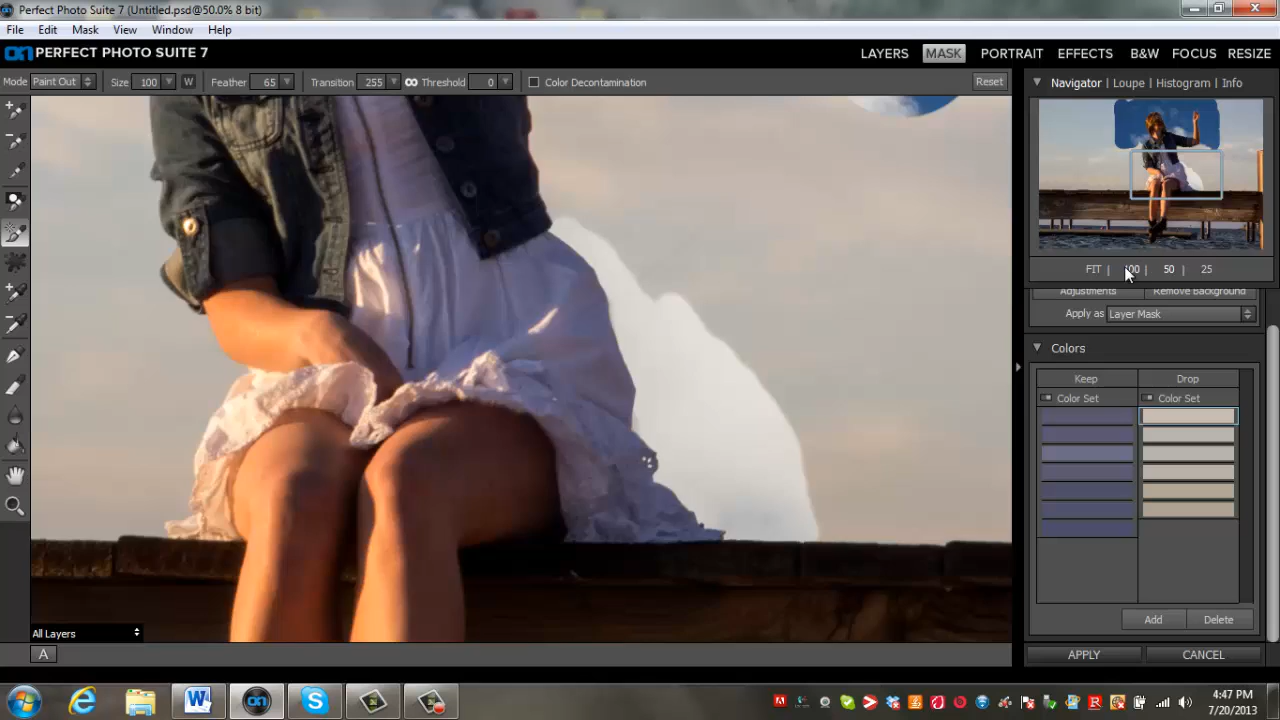 Perfect Photo Suite 7 (Untitled.psd@50.0% 8 bit)
File Edit Mask View Window Help
on PERFECT PHOTO SUITE 7
LAYERS MASK PORTRAIT EFFECTS B&W FOCUS RESIZE
Mode Paint Out Size 100 W Feather 65 Transition 255 Threshold 0 Color Decontamination Reset
Navigator | Loupe | Histogram | Info
FIT | 100 | 50 | 25
Adjustments Remove Background
Apply as Layer Mask
Colors
Keep Drop
Color Set Color Set
Add Delete
All Layers
A
APPLY CANCEL
4:47 PM
7/20/2013